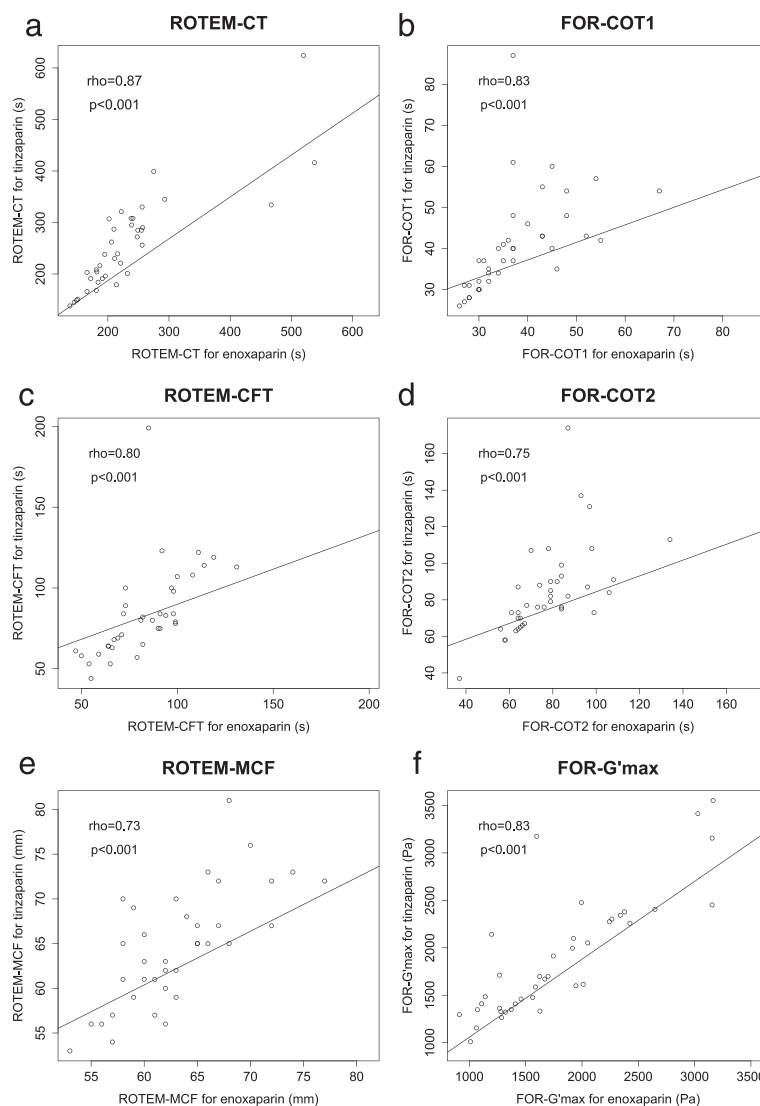 a
ROTEM-CT
rho=0.87
p<0.001
600
500
400
300
200
ROTEM-CT for tinzaparin (s)
200 300 400 500 600
ROTEM-CT for enoxaparin (s)
b
FOR-COT1
rho=0.83
p<0.001
80
70
60
50
40
30
FOR-COT1 for tinzaparin (s)
30 40 50 60 70 80
FOR-COT1 for enoxaparin (s)
c
ROTEM-CFT
rho=0.80
p<0.001
200
150
100
50
ROTEM-CFT for tinzaparin (s)
50 100 150 200
ROTEM-CFT for enoxaparin (s)
d
FOR-COT2
rho=0.75
p<0.001
160
140
120
100
80
60
40
FOR-COT2 for tinzaparin (s)
40 60 80 100 120 140 160
FOR-COT2 for enoxaparin (s)
e
ROTEM-MCF
rho=0.73
p<0.001
80
75
70
65
60
55
ROTEM-MCF for tinzaparin (mm)
55 60 65 70 75 80
ROTEM-MCF for enoxaparin (mm)
f
FOR-G'max
rho=0.83
p<0.001
3500
3000
2500
2000
1500
1000
FOR-G'max for tinzaparin (Pa)
1000 1500 2000 2500 3000 3500
FOR-G'max for enoxaparin (Pa)